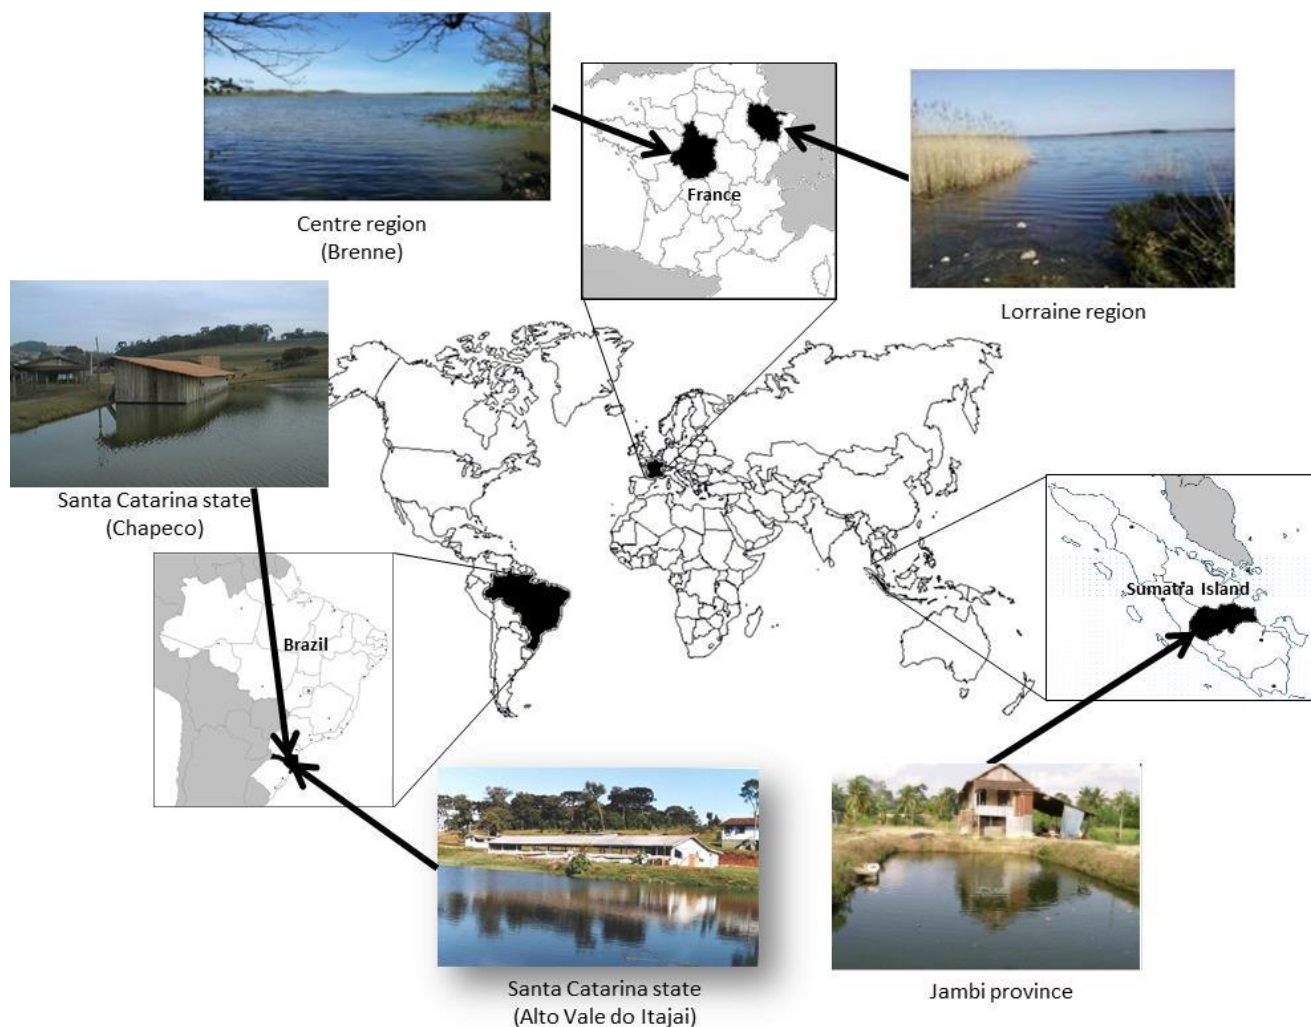 Centre region
(Brenne)
France
Lorraine region
Santa Catarina state
(Chapeco)
Brazil
Sumatra Island
Santa Catarina state
(Alto Vale do Itajai)
Jambi province